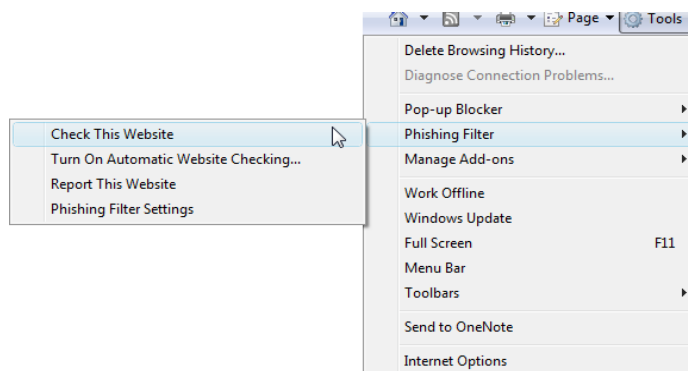 Page Tools
Delete Browsing History...
Diagnose Connection Problems...
Pop-up Blocker
Phishing Filter
Manage Add-ons
Work Offline
Windows Update
Full Screen F11
Menu Bar
Toolbars
Send to OneNote
Internet Options
Check This Website
Turn On Automatic Website Checking...
Report This Website
Phishing Filter Settings